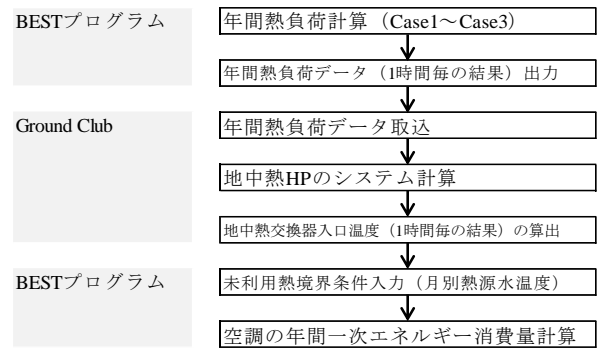 BESTプログラム
年間熱負荷計算（Case1～Case3）
年間熱負荷データ（1時間毎の結果）出力
Ground Club
年間熱負荷データ取込
地中熱HPのシステム計算
地中熱交換器入口温度（1時間毎の結果）の算出
BESTプログラム
未利用熱境界条件入力（月別熱源水温度）
空調の年間一次エネルギー消費量計算